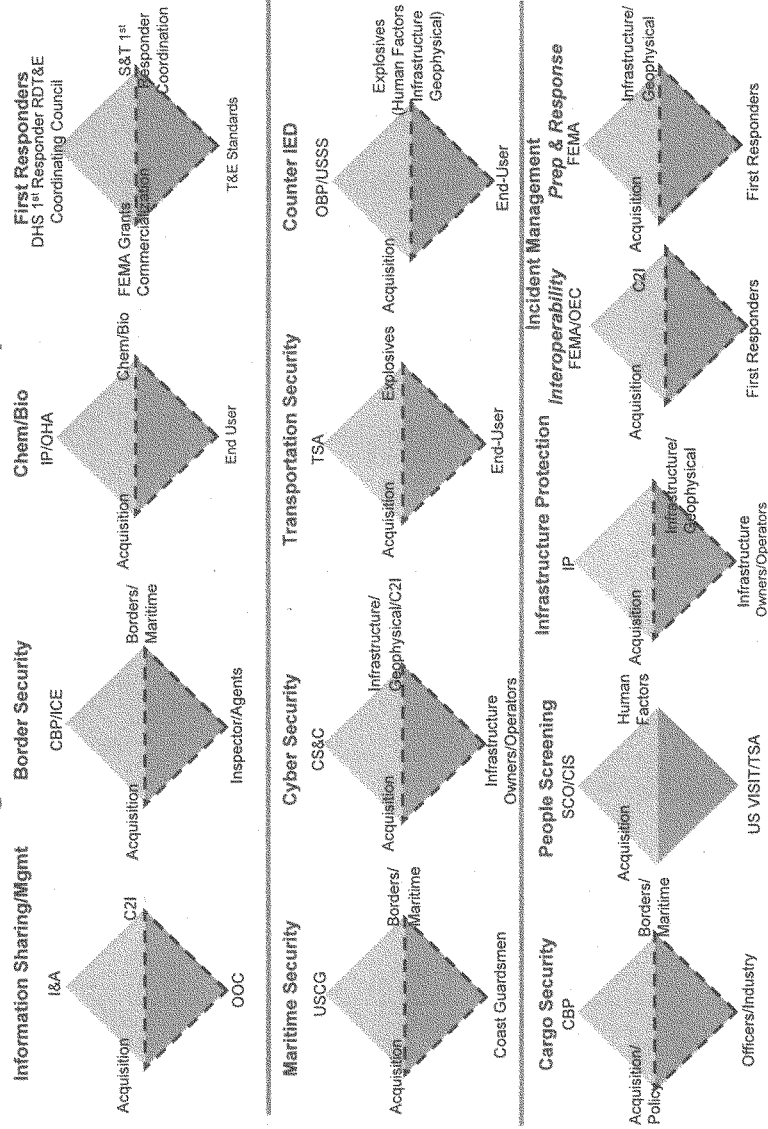 Information Sharing/Mgmt
I&A
Acquisition
C2I
OOC
Border Security
CBP/ICE
Acquisition
Borders/
Maritime
Inspector/Agents
Chem/Bio
IP/OHA
Acquisition
Chem/Bio
End User
First Responders
DHS 1st Responder RDT&E
Coordinating Council
FEMA Grants
Commercialization
S&T 1st
Responder
Coordination
T&E Standards
Maritime Security
USCG
Acquisition
Borders/
Maritime
Coast Guardsmen
Cyber Security
CS&C
Acquisition
Infrastructure/
Geophysical/C2I
Infrastructure
Owners/Operators
Transportation Security
TSA
Acquisition
Explosives
End-User
Counter IED
OBP/USSS
Acquisition
Explosives
(Human Factors
Infrastructure
Geophysical)
End-User
Cargo Security
CBP
Acquisition/
Policy
Borders/
Maritime
Officers/Industry
People Screening
SCO/CIS
Acquisition
Human
Factors
US VISIT/TSA
Infrastructure Protection
IP
Acquisition
Infrastructure/
Geophysical
Infrastructure
Owners/Operators
Incident Management
Interoperability
FEMA/OEC
Acquisition
C2I
First Responders
Prep & Response
FEMA
Acquisition
Infrastructure/
Geophysical
First Responders